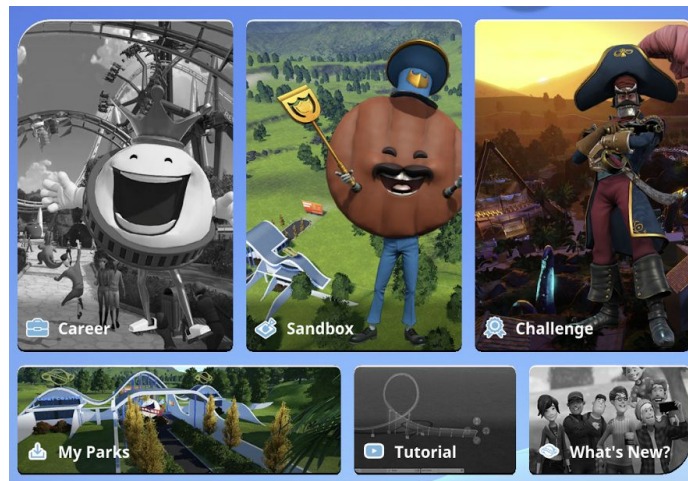 Career
Sandbox
Challenge
My Parks
Tutorial
What's New?